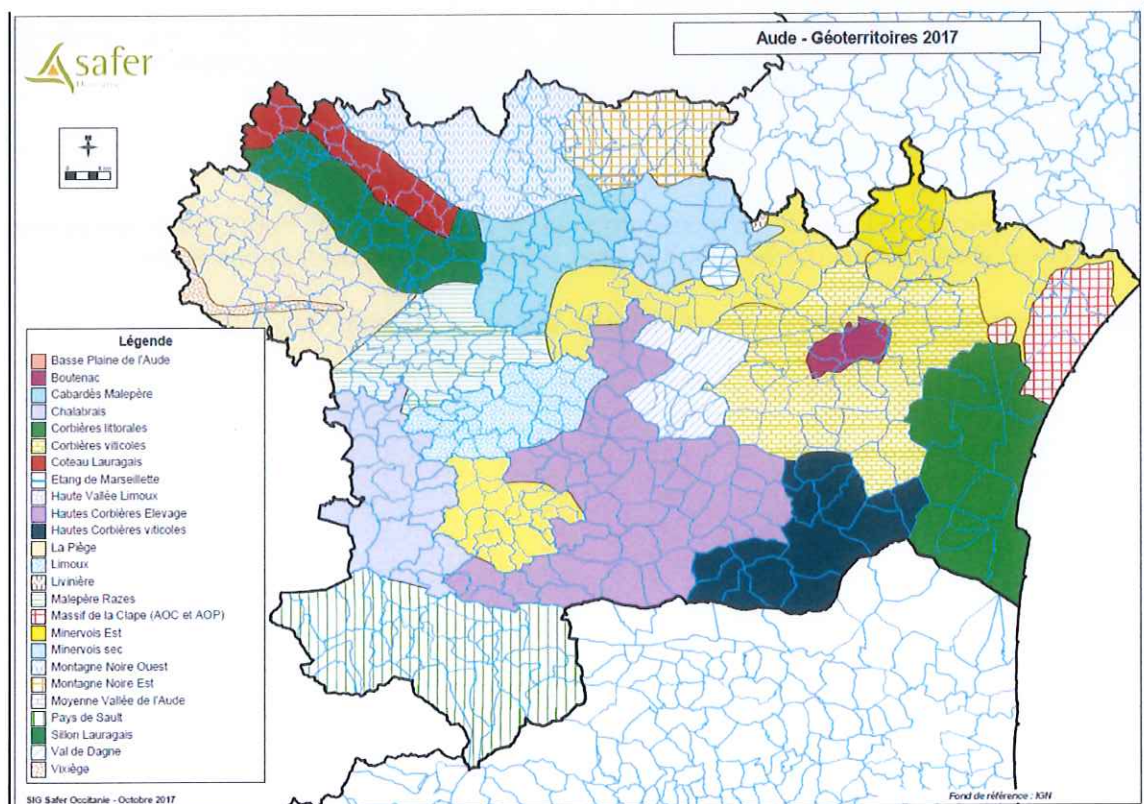 Aude - Géoterritoires 2017
safer
N
Légende
Basse Plaine de l'Aude
Boutenac
Cabardès Malepère
Chalabrais
Corbières littorales
Corbières viticoles
Coteau Lauragais
Etang de Marseillette
Haute Vallée Limoux
Hautes Corbières Elevage
Hautes Corbières viticoles
La Piège
Limoux
Livinère
Malepère Razes
Massif de la Clape (AOC et AOP)
Minervois Est
Minervois sec
Montagne Noire Ouest
Montagne Noire Est
Moyenne Vallée de l'Aude
Pays de Sault
Sillon Lauragais
Val de Dagne
Vixiège
SIG Safer Occitanie - Octobre 2017
Fond de référence : IGN